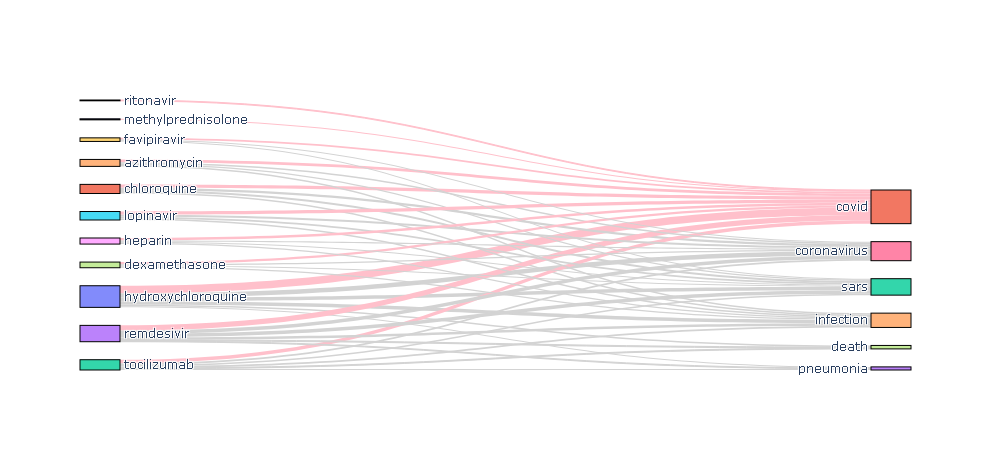 ritonavir
methylprednisolone
favipiravir
azithromycin
chloroquine
lopinavir
heparin
dexamethasone
hydroxychloroquine
remdesivir
tocilizumab
covid
coronavirus
sars
infection
death
pneumonia